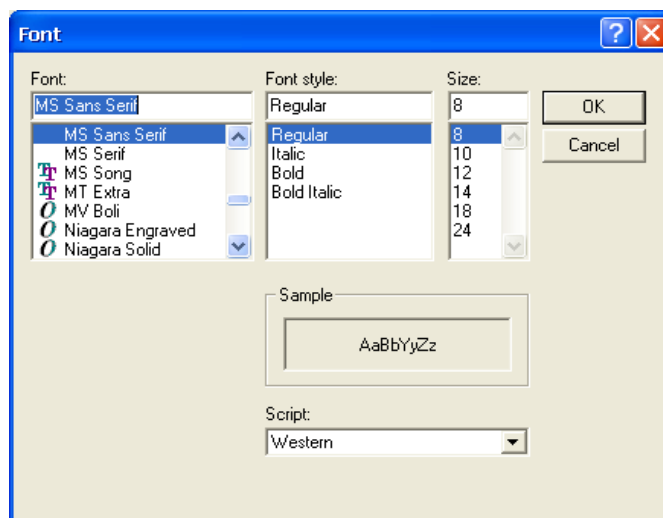 Font
Font:
Font style:
Size:
MS Sans Serif
Regular
8
OK
Cancel
MS Sans Serif
MS Serif
MS Song
MT Extra
MV Boli
Niagara Engraved
Niagara Solid
Regular
Italic
Bold
Bold Italic
8
10
12
14
18
24
Sample
AaBbYyZz
Script:
Western